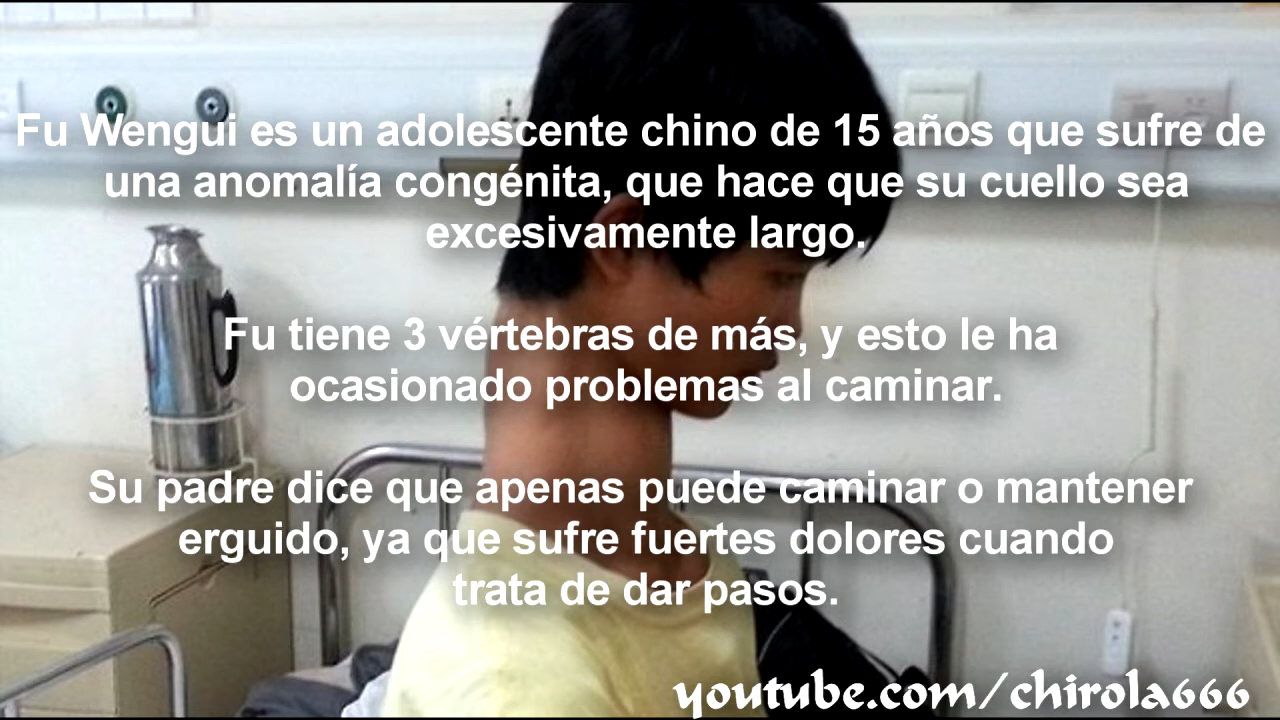 Fu Wengui es un adolescente chino de 15 años que sufre de
una anomalía congénita, que hace que su cuello sea
excesivamente largo.
Fu tiene 3 vértebras de más, y esto le ha
ocasionado problemas al caminar.
Su padre dice que apenas puede caminar o mantener
erguido, ya que sufre fuertes dolores cuando
trata de dar pasos.
youtube.com/chirola666